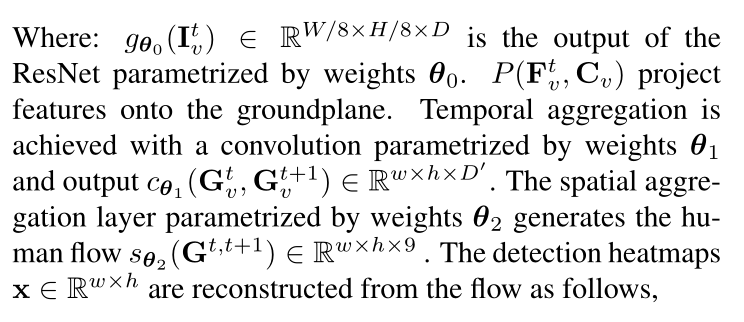 Where: $g_{\boldsymbol{\theta}_0}(\mathbf{I}_v^t) \in \mathbb{R}^{W/8 \times H/8 \times D}$ is the output of the
ResNet parametrized by weights $\boldsymbol{\theta}_0$. $P(\mathbf{F}_v^t, \mathbf{C}_v)$ project
features onto the groundplane. Temporal aggregation is
achieved with a convolution parametrized by weights $\boldsymbol{\theta}_1$
and output $c_{\boldsymbol{\theta}_1}(\mathbf{G}_v^t, \mathbf{G}_v^{t+1}) \in \mathbb{R}^{w \times h \times D'}$. The spatial aggre-
gation layer parametrized by weights $\boldsymbol{\theta}_2$ generates the hu-
man flow $s_{\boldsymbol{\theta}_2}(\mathbf{G}^{t,t+1}) \in \mathbb{R}^{w \times h \times 9}$ . The detection heatmaps
$\mathbf{x} \in \mathbb{R}^{w \times h}$ are reconstructed from the flow as follows,